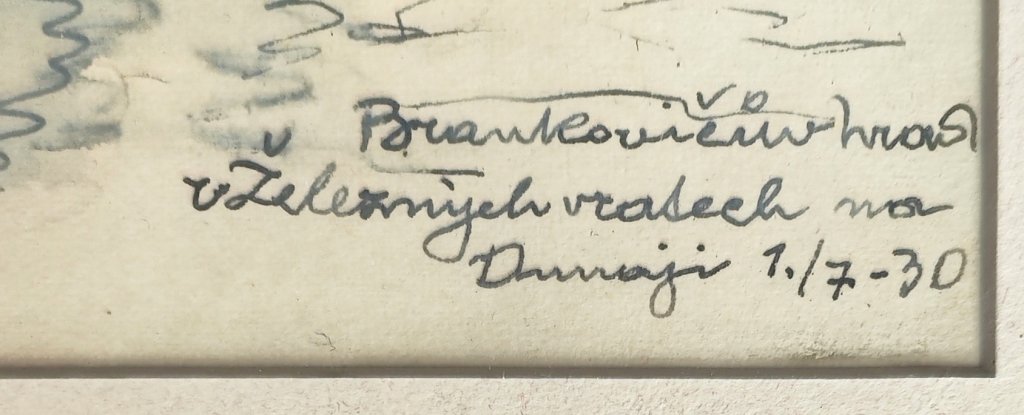 Brankovičův hrad
v Železných vratech na
Dunaji 1./7-30